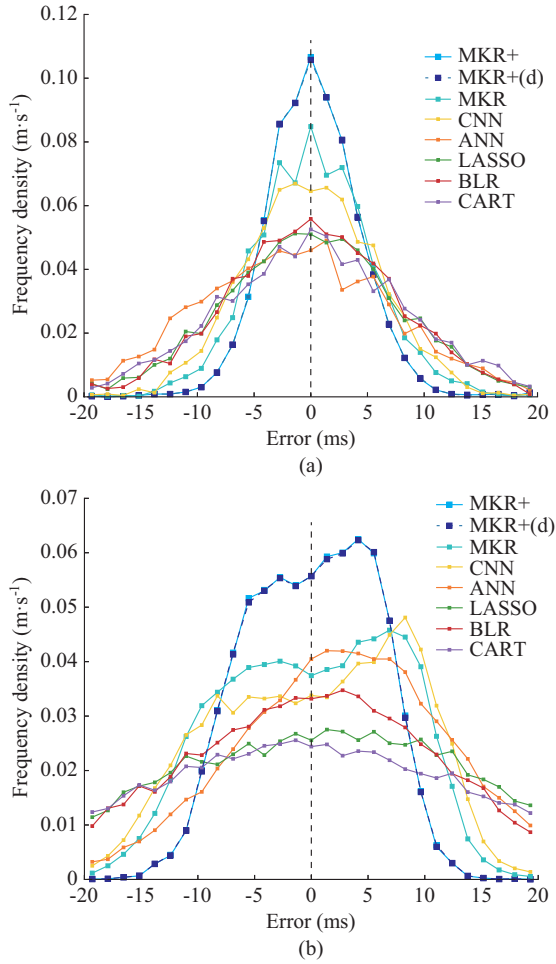 0.12
0.10
0.08
0.06
0.04
0.02
0
Frequency density (m·s⁻¹)
-20 -15 -10 -5 0 5 10 15 20
Error (ms)
MKR+
MKR+(d)
MKR
CNN
ANN
LASSO
BLR
CART
(a)
0.07
0.06
0.05
0.04
0.03
0.02
0.01
0
Frequency density (m·s⁻¹)
-20 -15 -10 -5 0 5 10 15 20
Error (ms)
MKR+
MKR+(d)
MKR
CNN
ANN
LASSO
BLR
CART
(b)